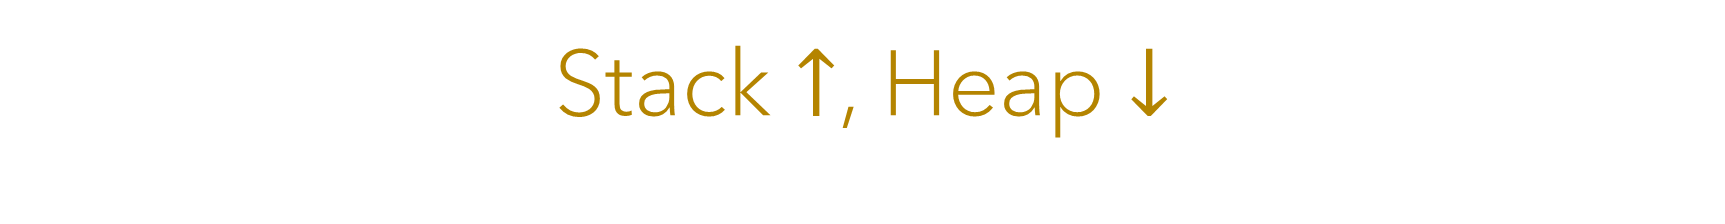 Stack ↑, Heap ↓